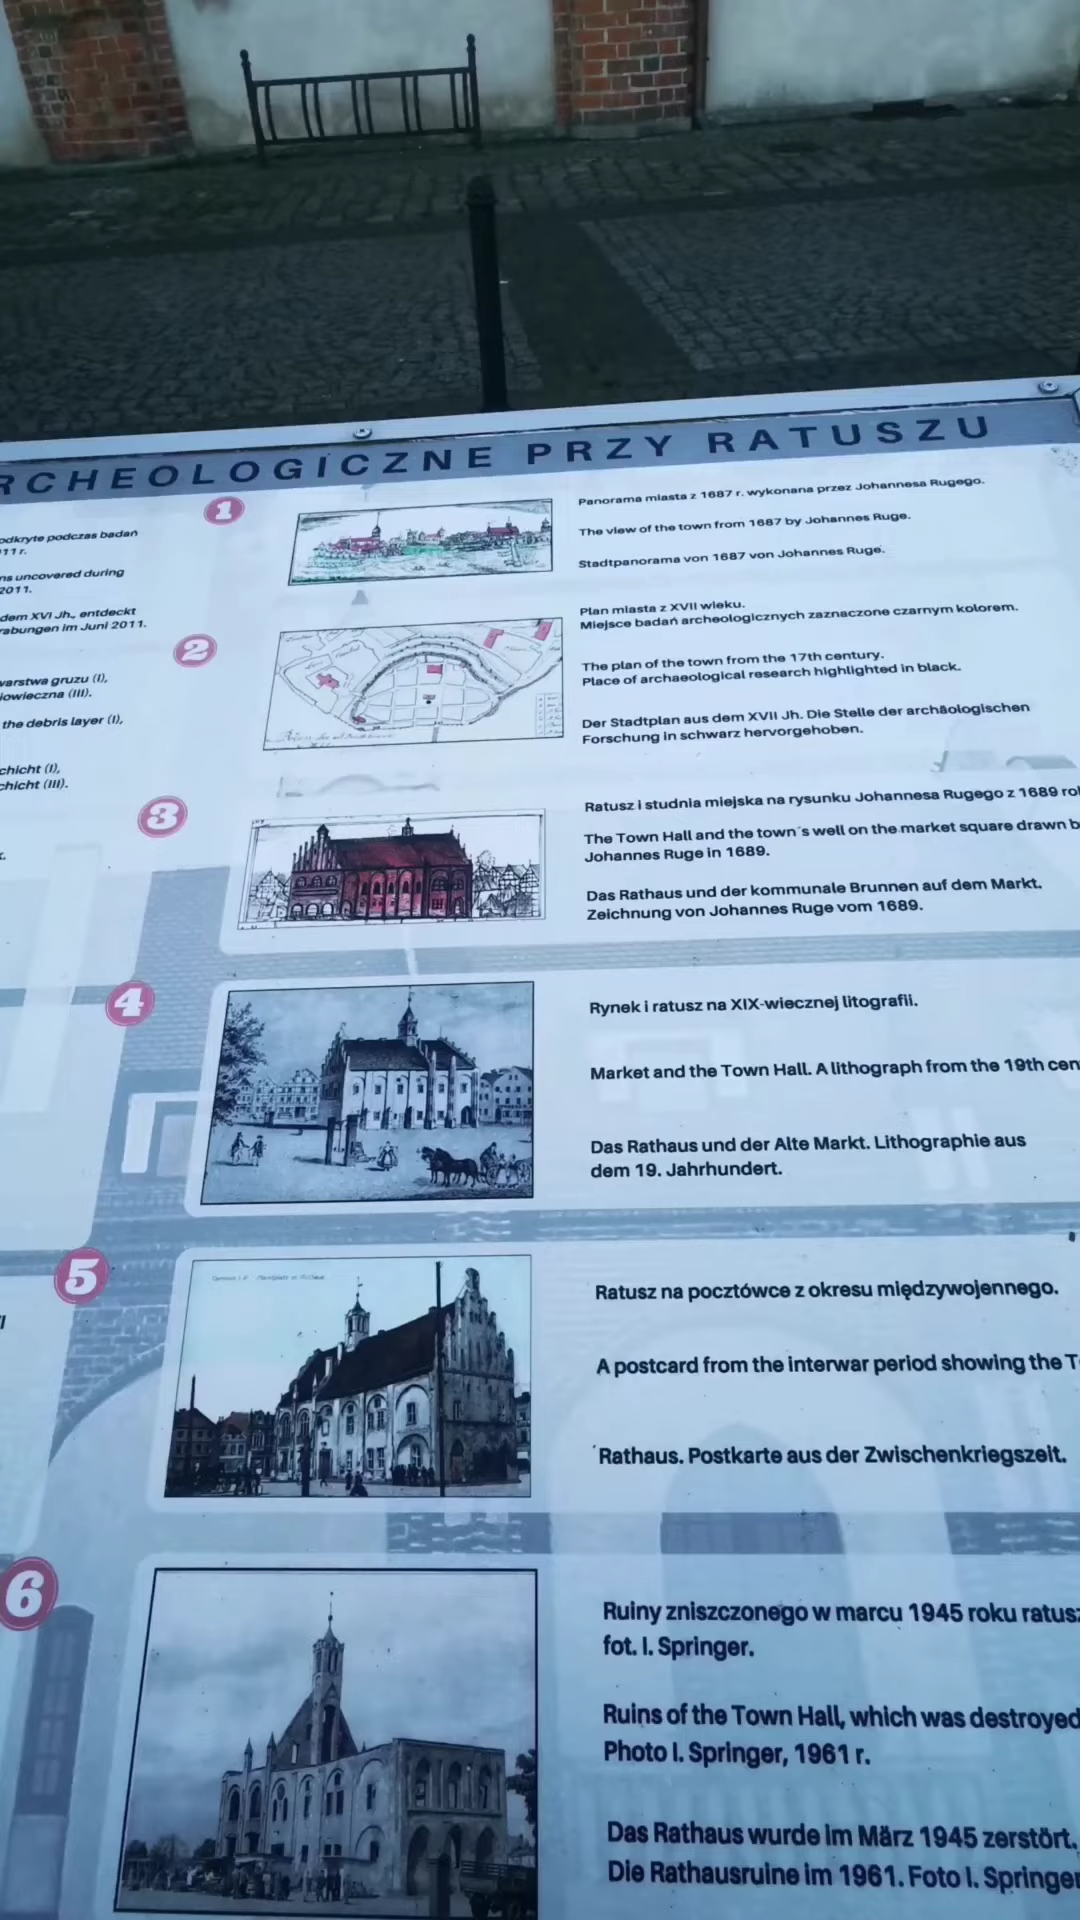 RCHEOLOGICZNE PRZY RATUSZU
odkryte podczas badań
11 r.
ns uncovered during
2011.
dem XVI Jh., entdeckt
rabungen im Juni 2011.
warstwa gruzu (I),
iowieczna (III).
the debris layer (I),
chicht (I),
chicht (III).
1
Panorama miasta z 1687 r. wykonana przez Johannesa Rugego.
The view of the town from 1687 by Johannes Ruge.
Stadtpanorama von 1687 von Johannes Ruge.
2
Plan miasta z XVII wieku.
Miejsce badań archeologicznych zaznaczone czarnym kolorem.
The plan of the town from the 17th century.
Place of archaeological research highlighted in black.
Der Stadtplan aus dem XVII Jh. Die Stelle der archäologischen
Forschung in schwarz hervorgehoben.
3
Ratusz i studnia miejska na rysunku Johannesa Rugego z 1689 rok
The Town Hall and the town´s well on the market square drawn b
Johannes Ruge in 1689.
Das Rathaus und der kommunale Brunnen auf dem Markt.
Zeichnung von Johannes Ruge vom 1689.
4
Rynek i ratusz na XIX-wiecznej litografii.
Market and the Town Hall. A lithograph from the 19th cen
Das Rathaus und der Alte Markt. Lithographie aus
dem 19. Jahrhundert.
5
Ratusz na pocztówce z okresu międzywojennego.
A postcard from the interwar period showing the T
Rathaus. Postkarte aus der Zwischenkriegszeit.
6
Ruiny zniszczonego w marcu 1945 roku ratusz
fot. I. Springer.
Ruins of the Town Hall, which was destroyed
Photo I. Springer, 1961 r.
Das Rathaus wurde im März 1945 zerstört.
Die Rathausruine im 1961. Foto I. Springer